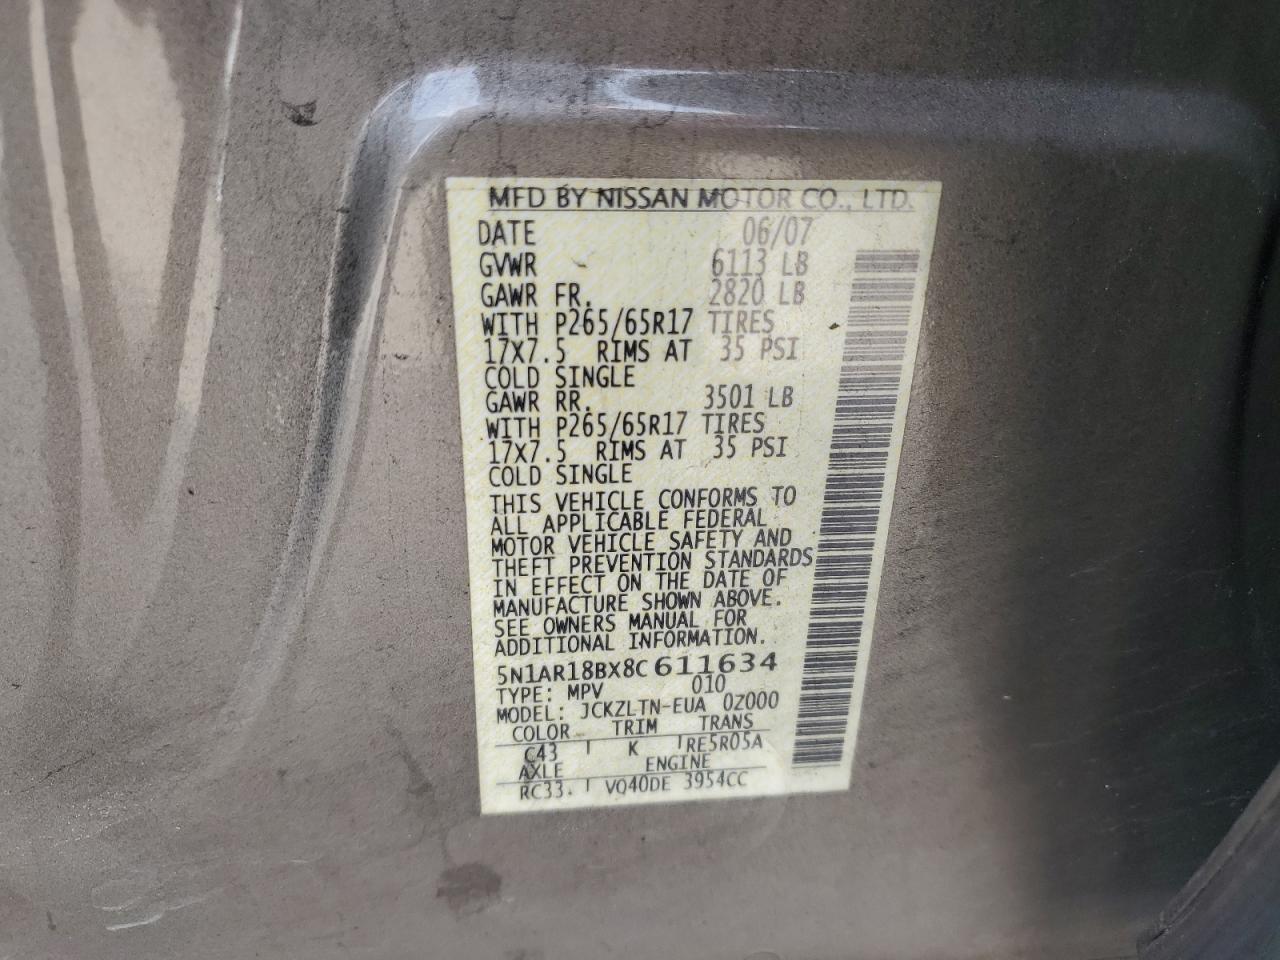 MFD BY NISSAN MOTOR CO., LTD.
DATE 06/07
GVWR 6113 LB
GAWR FR. 2820 LB
WITH P265/65R17 TIRES
17X7.5 RIMS AT 35 PSI
COLD SINGLE
GAWR RR. 3501 LB
WITH P265/65R17 TIRES
17X7.5 RIMS AT 35 PSI
COLD SINGLE
THIS VEHICLE CONFORMS TO
ALL APPLICABLE FEDERAL
MOTOR VEHICLE SAFETY AND
THEFT PREVENTION STANDARDS
IN EFFECT ON THE DATE OF
MANUFACTURE SHOWN ABOVE.
SEE OWNERS MANUAL FOR
ADDITIONAL INFORMATION.
5N1AR18BX8C611634
TYPE: MPV 010
MODEL: JCKZLTN-EUA 0Z000
COLOR TRIM TRANS
C43 K RE5R05A
AXLE ENGINE
RC33. VQ40DE 3954CC